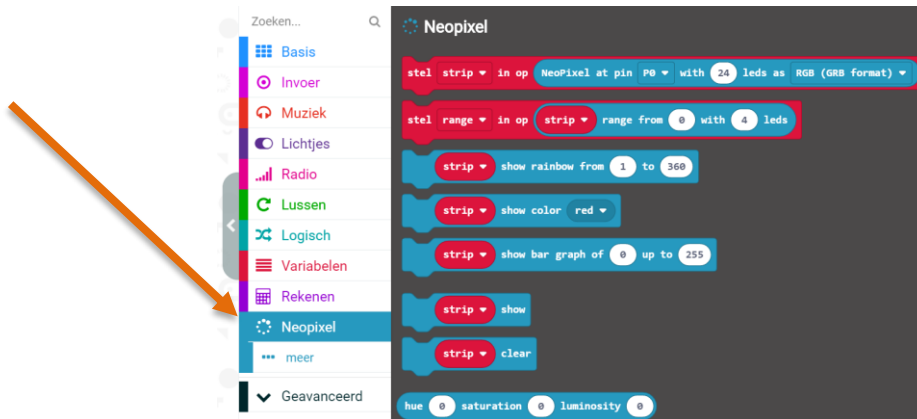 Zoeken...
Basis
Invoer
Muziek
Lichtjes
Radio
Lussen
Logisch
Variabelen
Rekenen
Neopixel
meer
Geavanceerd
Neopixel
stel strip in op NeoPixel at pin P0 with 24 leds as RGB (GRB format)
stel range in op strip range from 0 with 4 leds
strip show rainbow from 1 to 360
strip show color red
strip show bar graph of 0 up to 255
strip show
strip clear
hue 0 saturation 0 luminosity 0